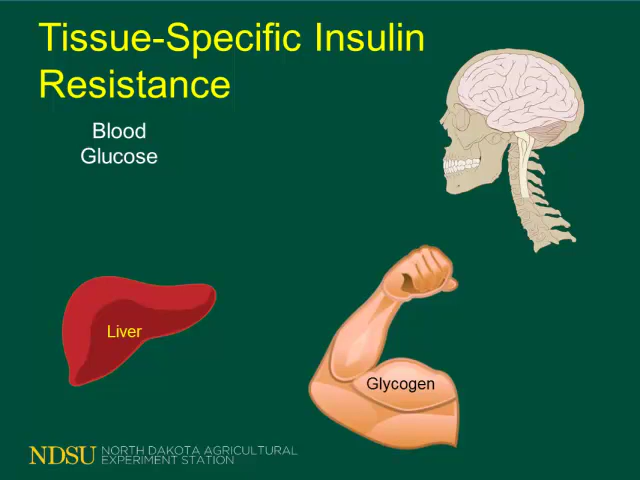 Tissue-Specific Insulin
Resistance
Blood
Glucose
Liver
Glycogen
NDSU NORTH DAKOTA AGRICULTURAL
EXPERIMENT STATION